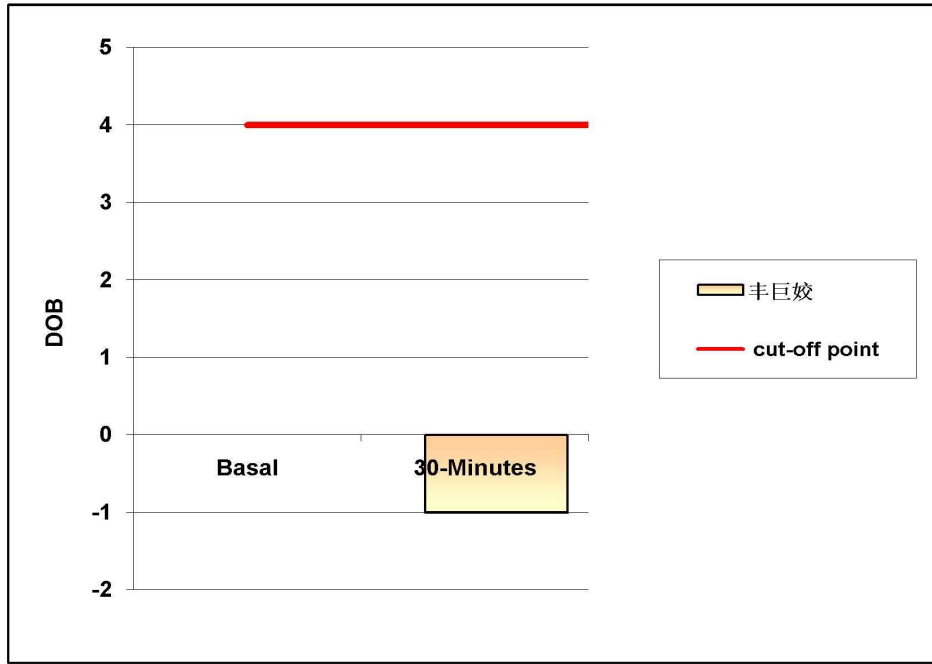 5
4
3
2
1
0
-1
-2
DOB
Basal
30-Minutes
丰巨姣
cut-off point